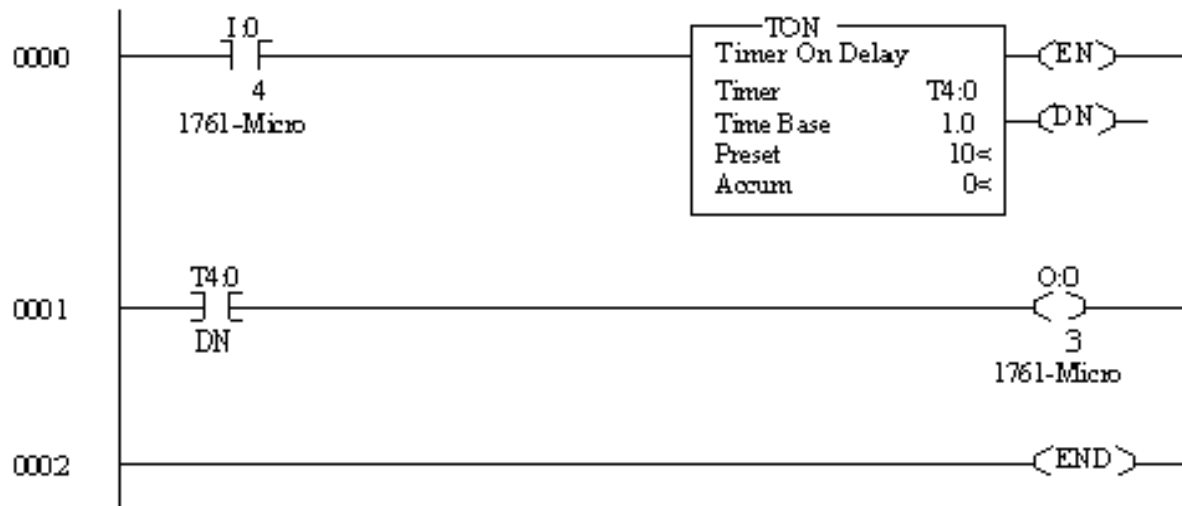 0000
I:0
4
1761-Micro
TON
Timer On Delay
Timer T4:0
Time Base 1.0
Preset 10<
Accum 0<
EN
DN
0001
T4:0
DN
O:0
3
1761-Micro
0002
END